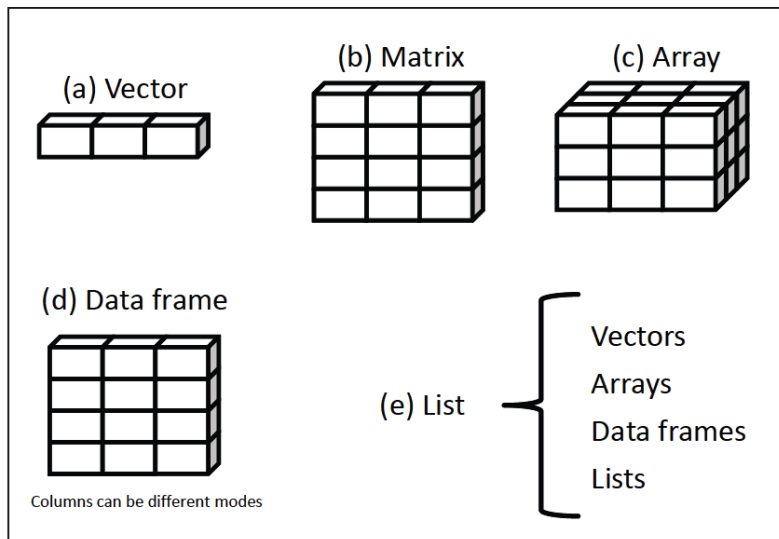 (a) Vector
(b) Matrix
(c) Array
(d) Data frame
Columns can be different modes
(e) List
Vectors
Arrays
Data frames
Lists